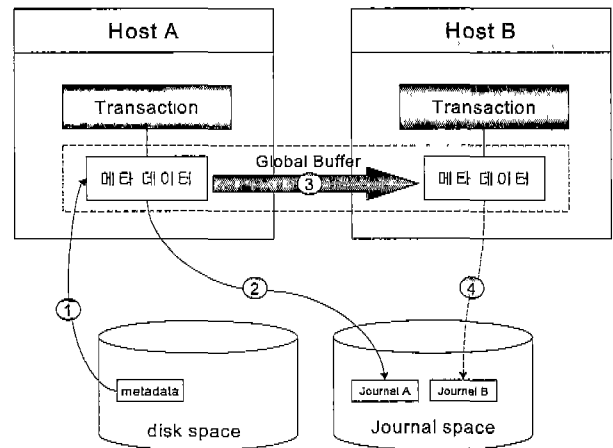 Host A
Host B
Transaction
Transaction
Global Buffer
메타 데이터
③
메타 데이터
①
②
④
metadata
Journal A
Journal B
disk space
Journal space